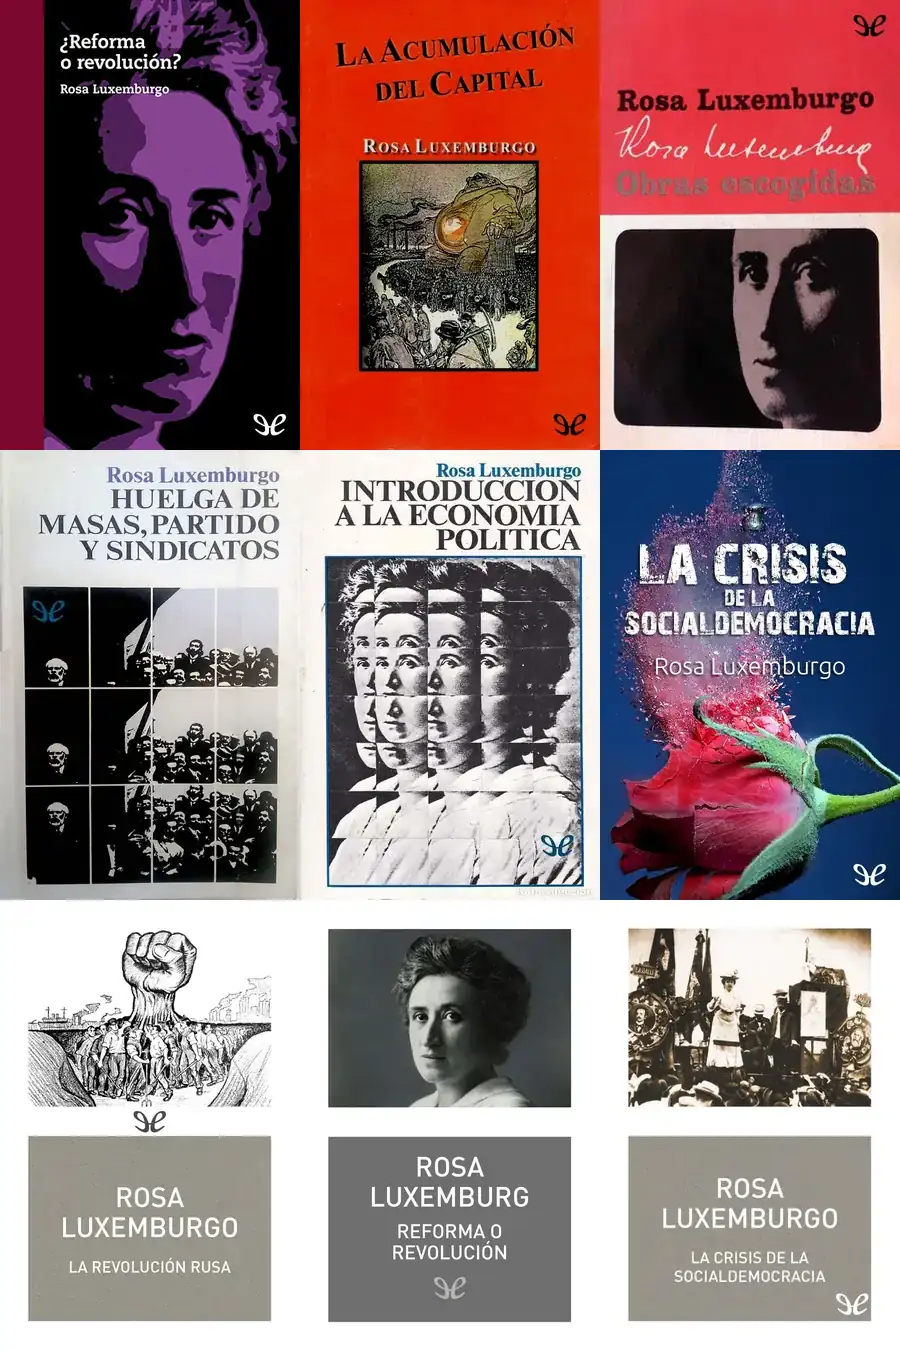 ¿Reforma
o revolución?
Rosa Luxemburgo
LA ACUMULACIÓN
DEL CAPITAL
ROSA LUXEMBURGO
Rosa Luxemburgo
Rosa Luxemburg
Obras escogidas
Rosa Luxemburgo
HUELGA DE
MASAS, PARTIDO
Y SINDICATOS
Rosa Luxemburgo
INTRODUCCION
A LA ECONOMIA
POLITICA
LA CRISIS
DE LA
SOCIALDEMOCRACIA
Rosa Luxemburgo
ROSA
LUXEMBURGO
LA REVOLUCIÓN RUSA
ROSA
LUXEMBURG
REFORMA O
REVOLUCIÓN
ROSA
LUXEMBURGO
LA CRISIS DE LA
SOCIALDEMOCRACIA